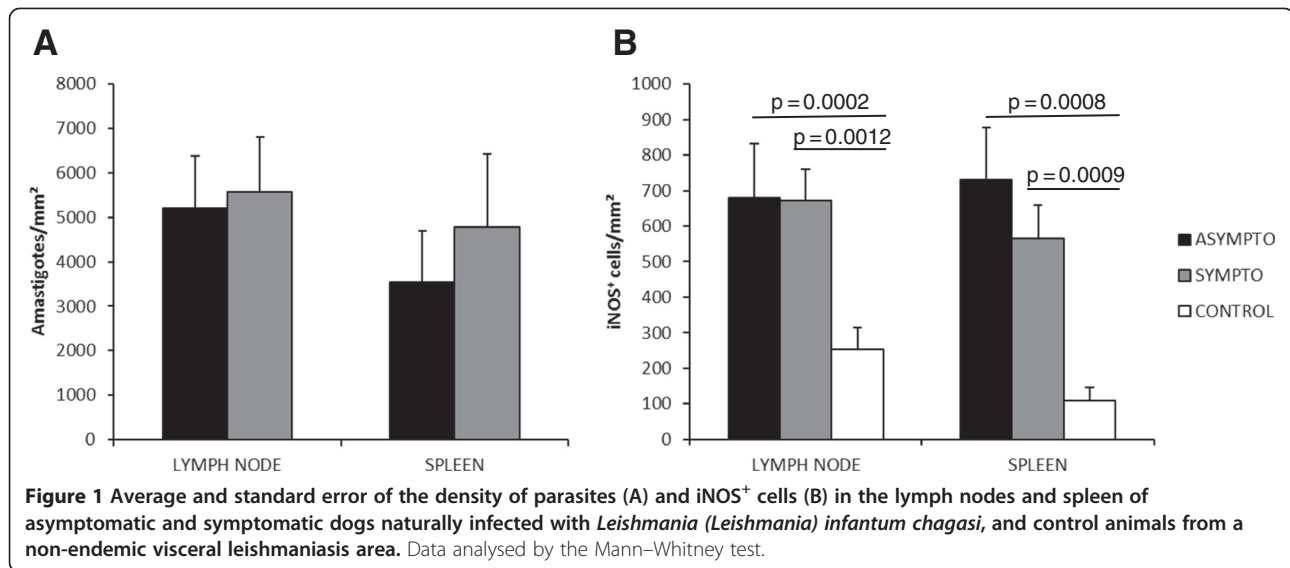 A
8000
7000
6000
5000
4000
3000
2000
1000
0
Amastigotes/mm²
LYMPH NODE SPLEEN
B
1000
900
800
700
600
500
400
300
200
100
0
iNOS⁺ cells/mm²
p = 0.0002
p = 0.0012
p = 0.0008
p = 0.0009
LYMPH NODE SPLEEN
ASYMPTO
SYMPTO
CONTROL
Figure 1 Average and standard error of the density of parasites (A) and iNOS⁺ cells (B) in the lymph nodes and spleen of
asymptomatic and symptomatic dogs naturally infected with Leishmania (Leishmania) infantum chagasi, and control animals from a
non-endemic visceral leishmaniasis area. Data analysed by the Mann–Whitney test.